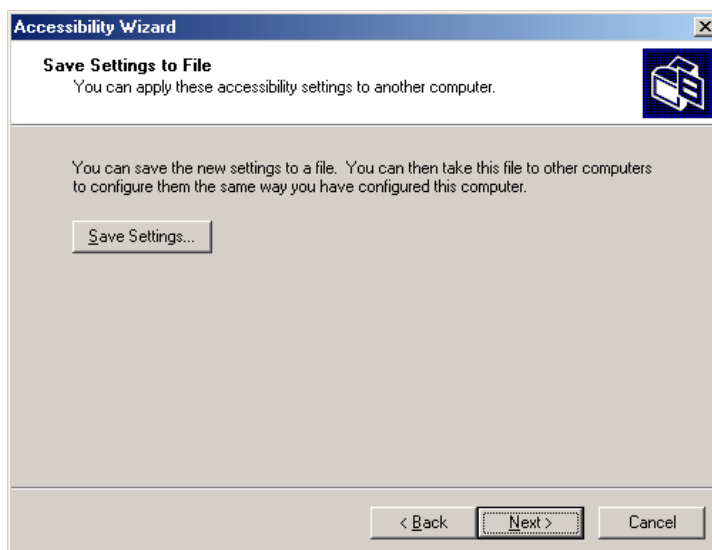 Accessibility Wizard
Save Settings to File
You can apply these accessibility settings to another computer.
You can save the new settings to a file. You can then take this file to other computers
to configure them the same way you have configured this computer.
Save Settings...
< Back Next > Cancel